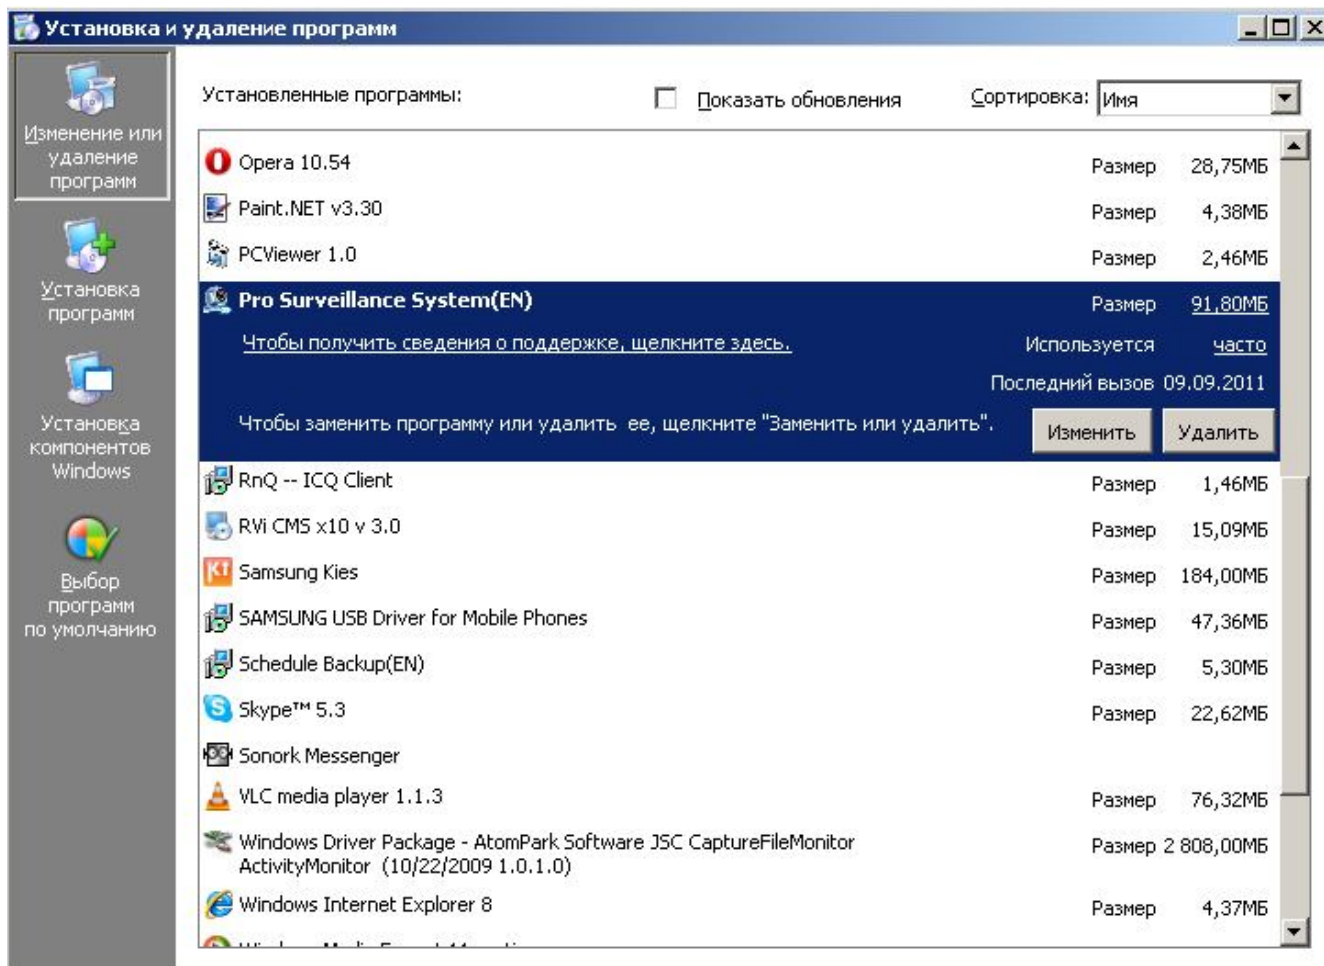 Установка и удаление программ
Изменение или
удаление
программ
Установка
программ
Установка
компонентов
Windows
Выбор
программ
по умолчанию
Установленные программы:
Показать обновления
Сортировка: Имя
Opera 10.54 Размер 28,75МБ
Paint.NET v3.30 Размер 4,38МБ
PCViewer 1.0 Размер 2,46МБ
Pro Surveillance System(EN) Размер 91,80МБ
Чтобы получить сведения о поддержке, щелкните здесь. Используется часто
Последний вызов 09.09.2011
Чтобы заменить программу или удалить ее, щелкните "Заменить или удалить". Изменить Удалить
RnQ -- ICQ Client Размер 1,46МБ
RVi CMS x10 v 3.0 Размер 15,09МБ
Samsung Kies Размер 184,00МБ
SAMSUNG USB Driver for Mobile Phones Размер 47,36МБ
Schedule Backup(EN) Размер 5,30МБ
Skype™ 5.3 Размер 22,62МБ
Sonork Messenger
VLC media player 1.1.3 Размер 76,32МБ
Windows Driver Package - AtomPark Software JSC CaptureFileMonitor Размер 2 808,00МБ
ActivityMonitor (10/22/2009 1.0.1.0)
Windows Internet Explorer 8 Размер 4,37МБ